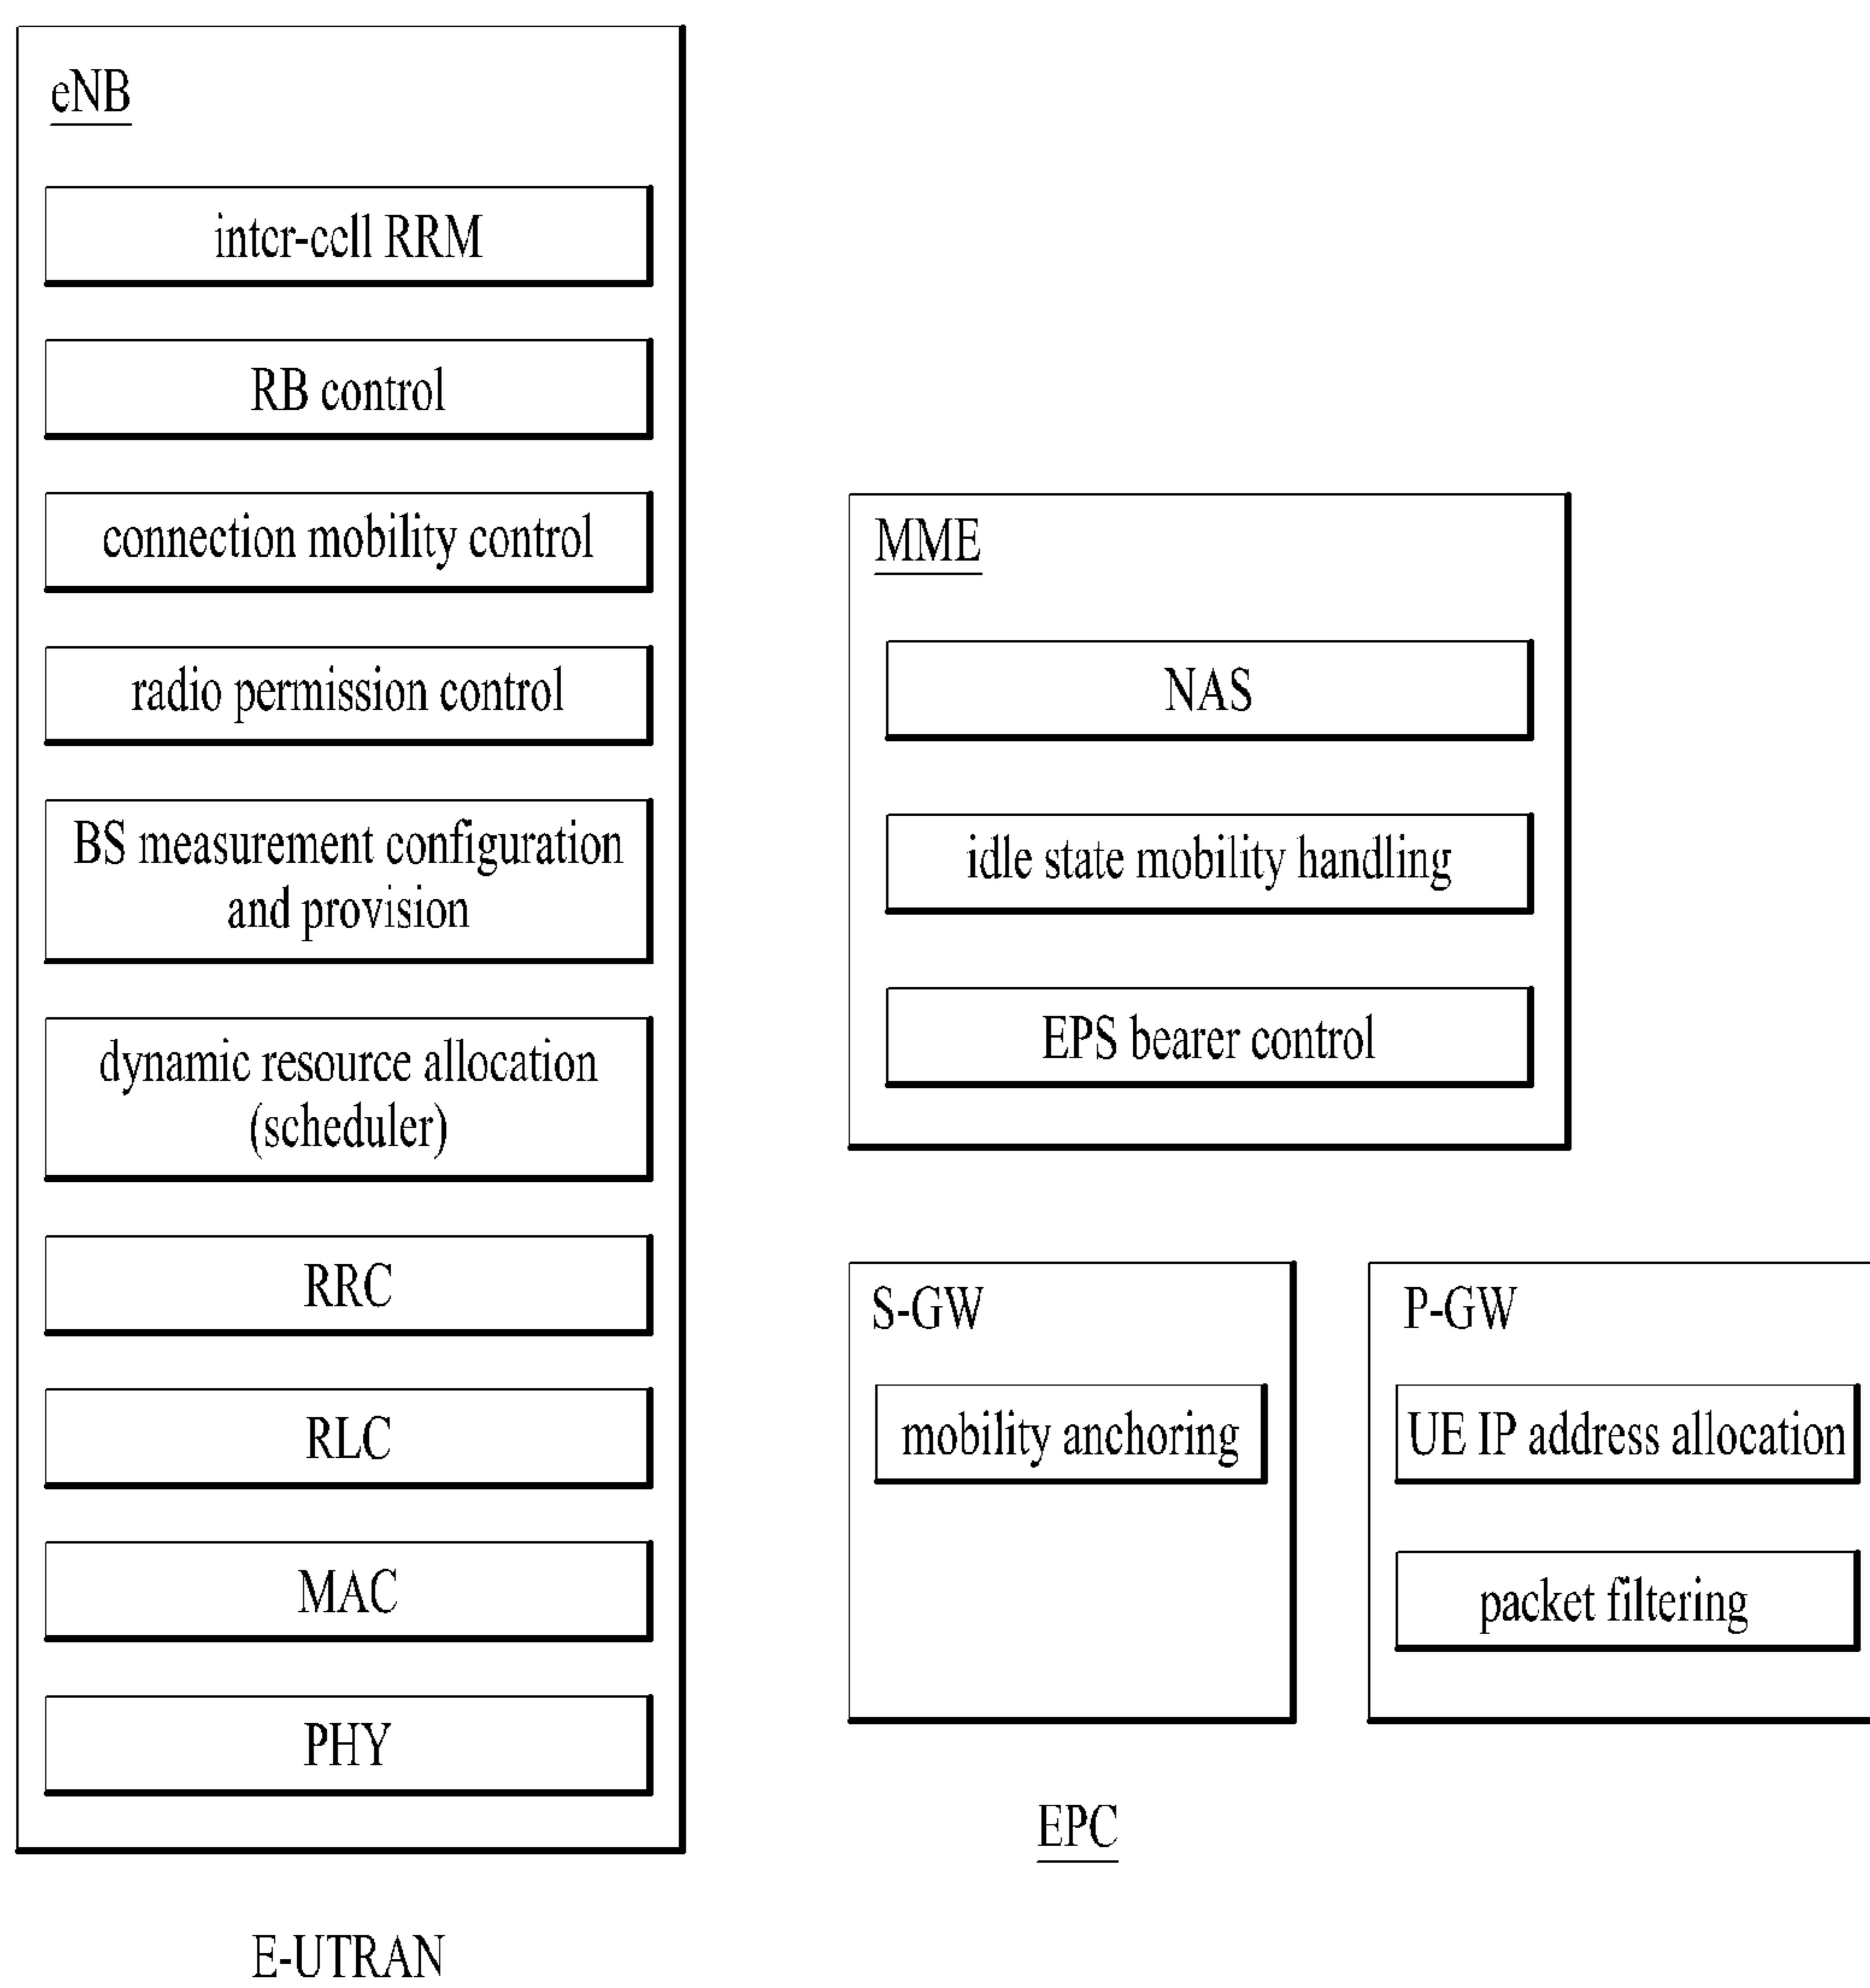 eNB
inter-cell RRM
RB control
connection mobility control
radio permission control
BS measurement configuration
and provision
dynamic resource allocation
(scheduler)
RRC
RLC
MAC
PHY
E-UTRAN
MME
NAS
idle state mobility handling
EPS bearer control
S-GW
mobility anchoring
P-GW
UE IP address allocation
packet filtering
EPC